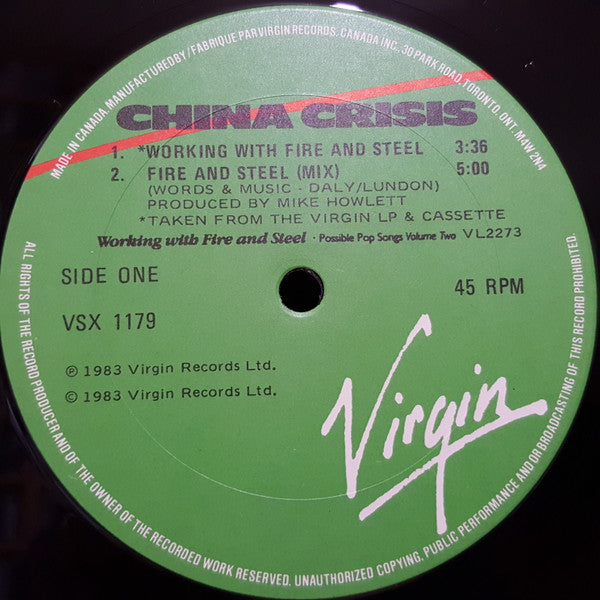 MADE IN CANADA MANUFACTURED BY / FABRIQUE PAR VIRGIN RECORDS, CANADA INC., 30 PARK ROAD, TORONTO, ONT. M4W 2N4
CHINA CRISIS
1. *WORKING WITH FIRE AND STEEL 3:36
2. FIRE AND STEEL (MIX) 5:00
(WORDS & MUSIC - DALY/LUNDON)
PRODUCED BY MIKE HOWLETT
*TAKEN FROM THE VIRGIN LP & CASSETTE
Working with Fire and Steel · Possible Pop Songs Volume Two VL2273
SIDE ONE
45 RPM
VSX 1179
℗ 1983 Virgin Records Ltd.
© 1983 Virgin Records Ltd.
Virgin
ALL RIGHTS OF THE RECORD PRODUCER AND OF THE OWNER OF THE RECORDED WORK RESERVED. UNAUTHORIZED COPYING, PUBLIC PERFORMANCE AND/OR BROADCASTING OF THIS RECORD PROHIBITED.